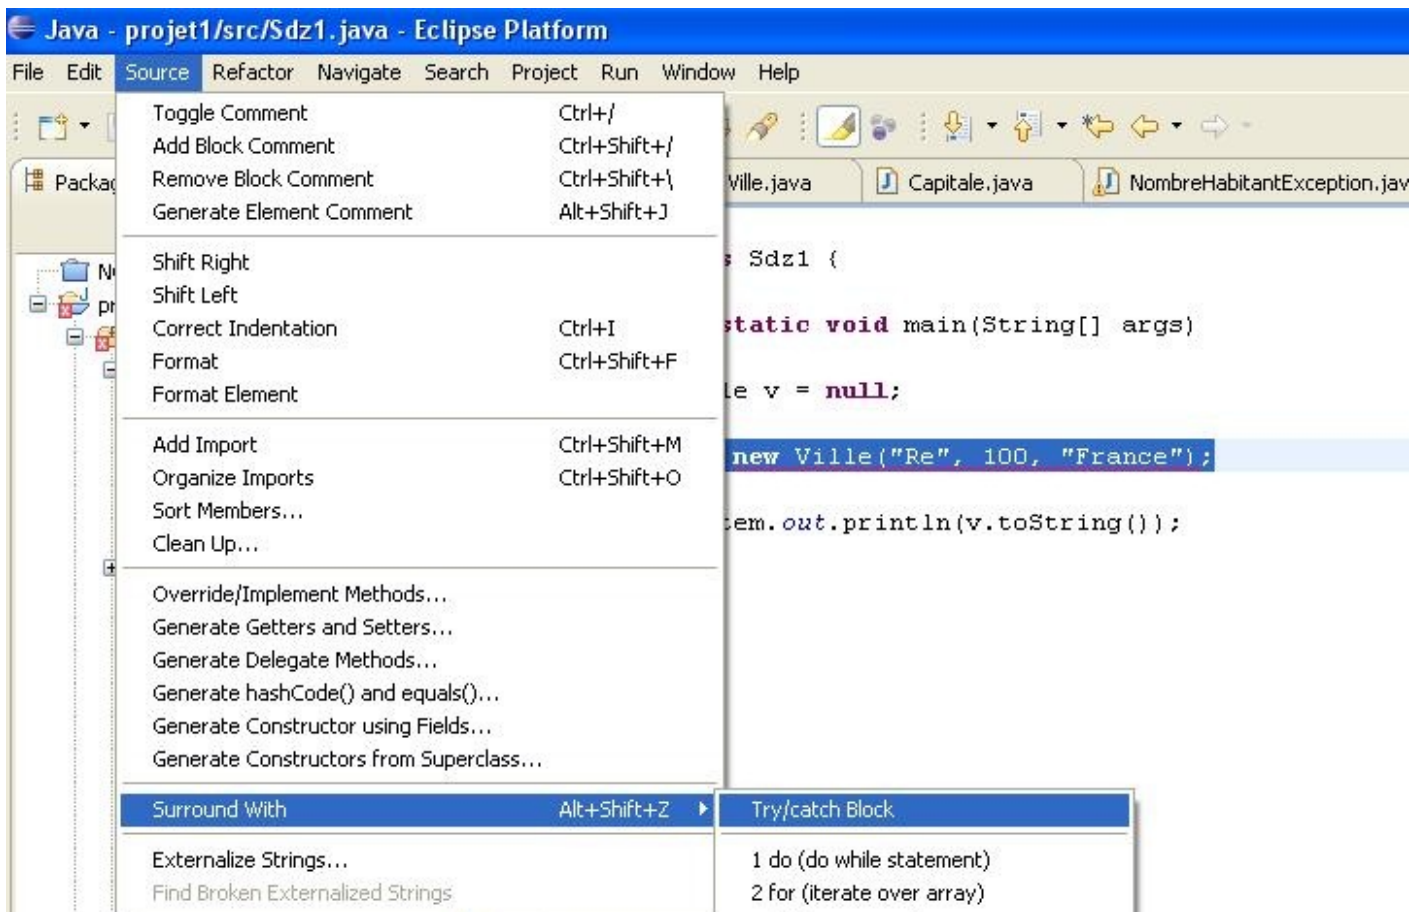 Java - projet1/src/Sdz1.java - Eclipse Platform
File Edit Source Refactor Navigate Search Project Run Window Help
Toggle Comment Ctrl+/
Add Block Comment Ctrl+Shift+/
Remove Block Comment Ctrl+Shift+\
Generate Element Comment Alt+Shift+J
Packag Ville.java Capitale.java NombreHabitantException.jav
Shift Right
Shift Left
Correct Indentation Ctrl+I
Format Ctrl+Shift+F
Format Element
Add Import Ctrl+Shift+M
Organize Imports Ctrl+Shift+O
Sort Members...
Clean Up...
Override/Implement Methods...
Generate Getters and Setters...
Generate Delegate Methods...
Generate hashCode() and equals()...
Generate Constructor using Fields...
Generate Constructors from Superclass...
Surround With Alt+Shift+Z
Externalize Strings...
Find Broken Externalized Strings
Try/catch Block
1 do (do while statement)
2 for (iterate over array)
s Sdz1 {
static void main(String[] args)
le v = null;
new Ville("Re", 100, "France");
tem.out.println(v.toString());